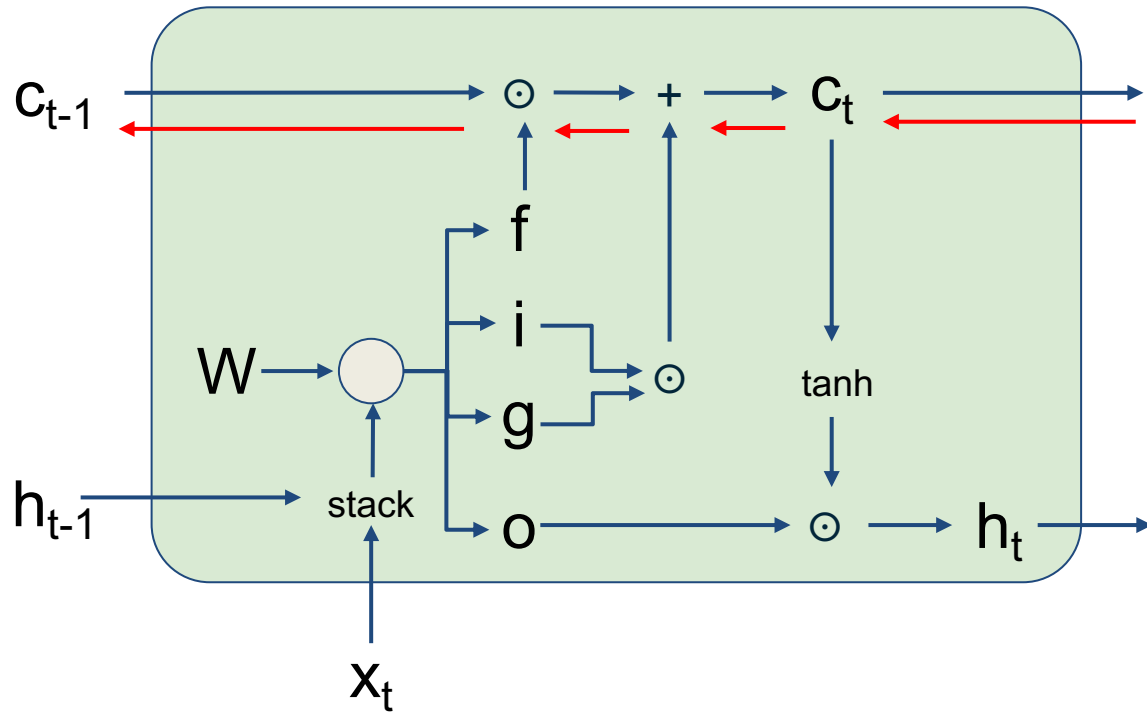 c_{t-1} ⊙ + c_t
f
i
W ⊙ tanh
g
h_{t-1} stack o ⊙ h_t
x_t